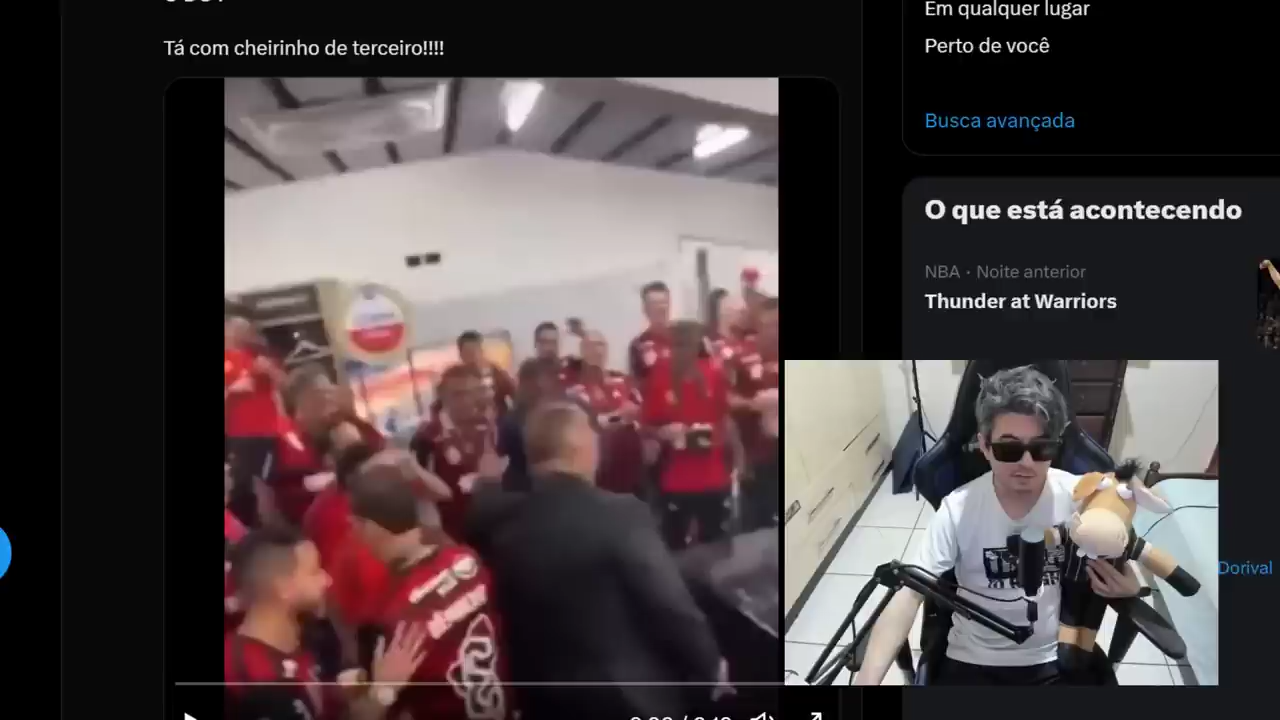 Tá com cheirinho de terceiro!!!!
Em qualquer lugar
Perto de você
Busca avançada
O que está acontecendo
NBA · Noite anterior
Thunder at Warriors
Dorival